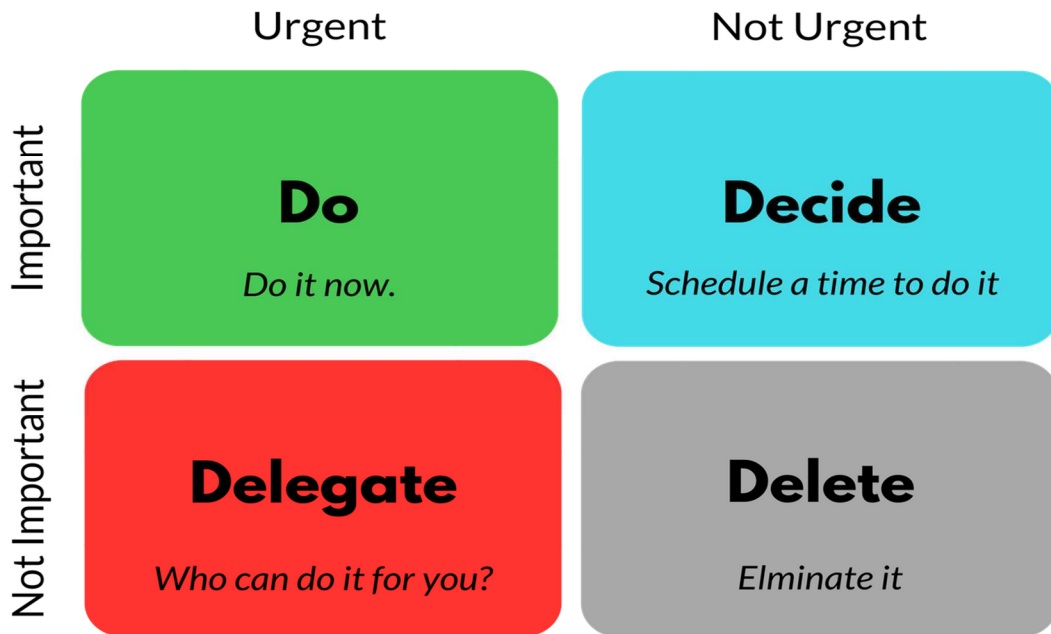 Urgent
Not Urgent
Important
Do
Do it now.
Decide
Schedule a time to do it
Not Important
Delegate
Who can do it for you?
Delete
Elminate it